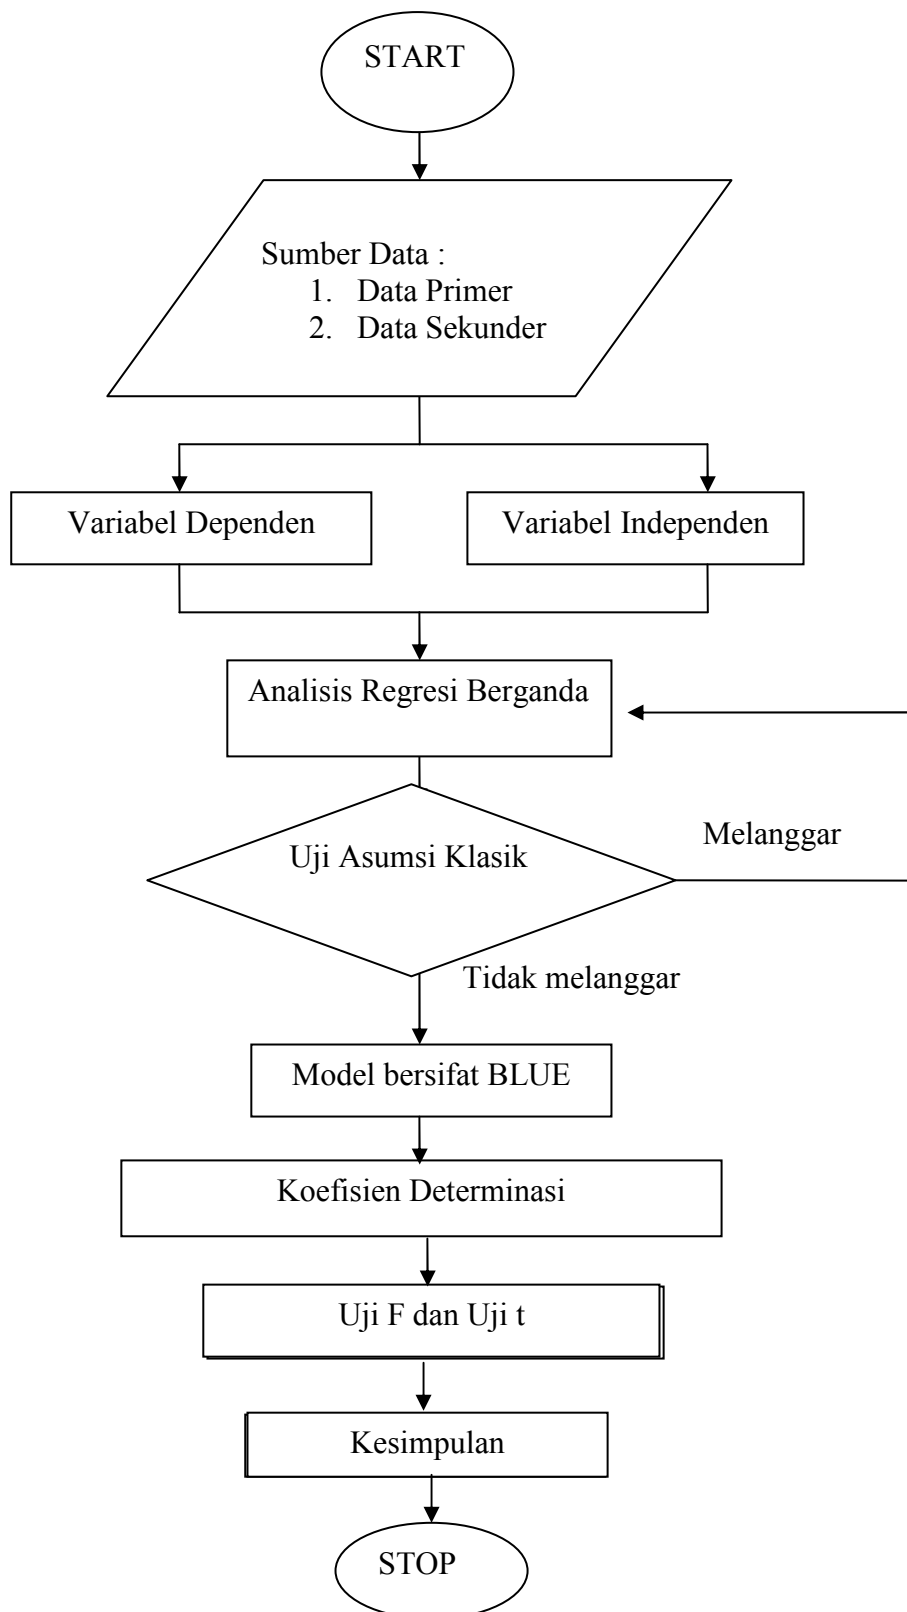 START
Sumber Data :
1. Data Primer
2. Data Sekunder
Variabel Dependen
Variabel Independen
Analisis Regresi Berganda
Uji Asumsi Klasik
Melanggar
Tidak melanggar
Model bersifat BLUE
Koefisien Determinasi
Uji F dan Uji t
Kesimpulan
STOP